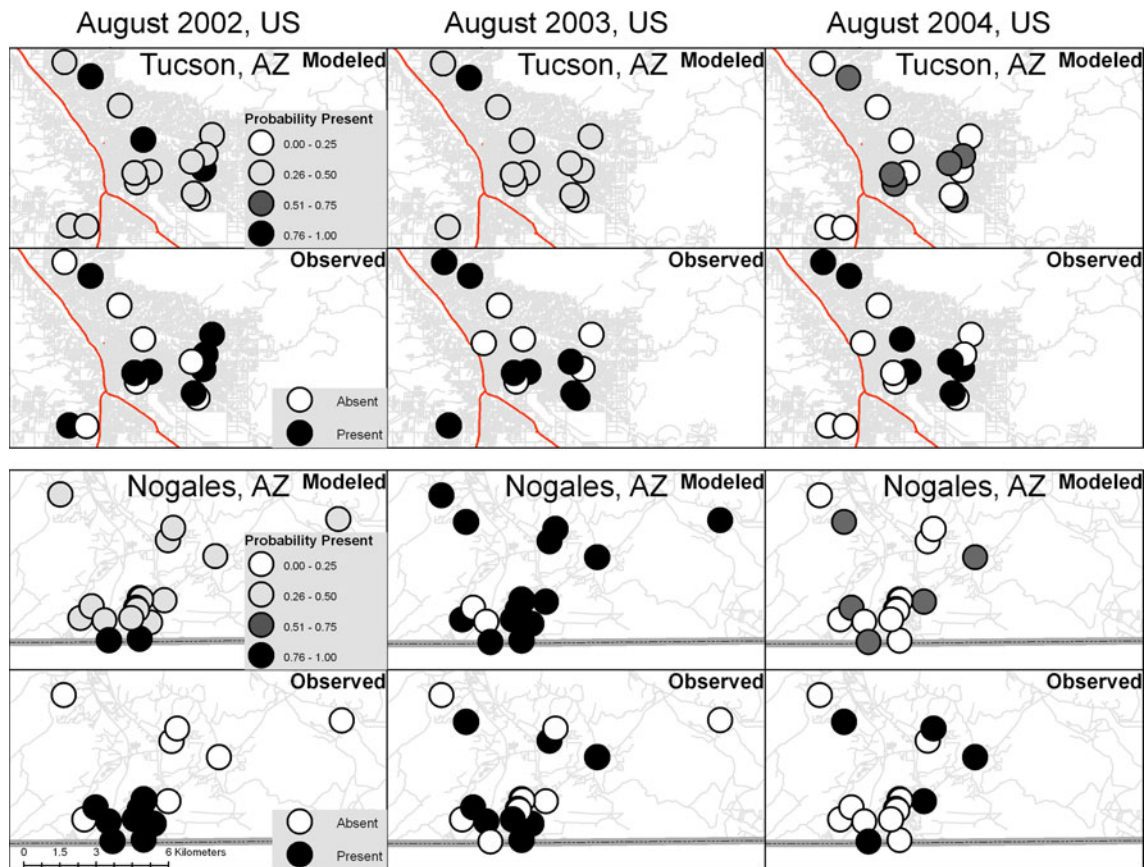 August 2002, US
August 2003, US
August 2004, US
Tucson, AZ
Modeled
Tucson, AZ
Modeled
Tucson, AZ
Modeled
Probability Present
0.00 - 0.25
0.26 - 0.50
0.51 - 0.75
0.76 - 1.00
Observed
Observed
Observed
Absent
Present
Nogales, AZ
Modeled
Nogales, AZ
Modeled
Nogales, AZ
Modeled
Probability Present
0.00 - 0.25
0.26 - 0.50
0.51 - 0.75
0.76 - 1.00
Observed
Observed
Observed
Absent
Present
0 1.5 3 6 Kilometers